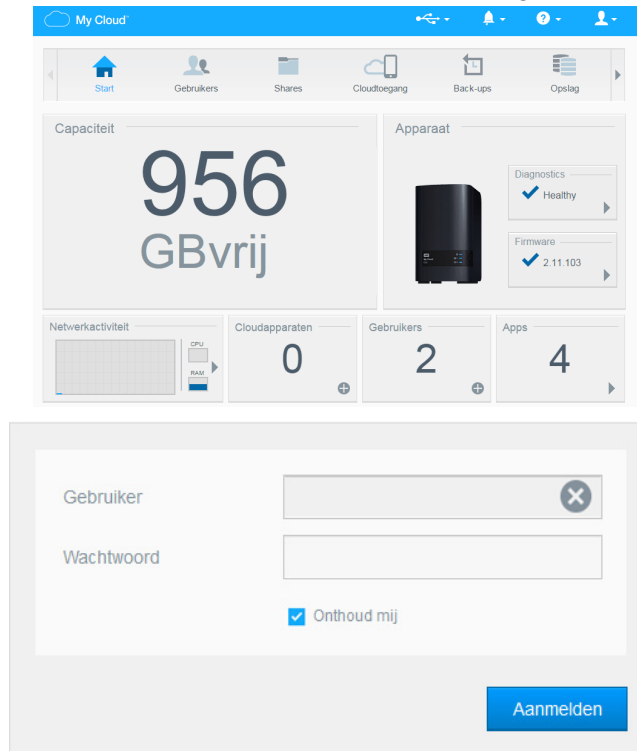 My Cloud™
Start
Gebruikers
Shares
Cloudtoegang
Back-ups
Opslag
Capaciteit
956
GBvrij
Apparaat
Diagnostics
Healthy
Firmware
2.11.103
Netwerkactiviteit
CPU
RAM
Cloudapparaten
0
Gebruikers
2
Apps
4
Gebruiker
Wachtwoord
Onthoud mij
Aanmelden